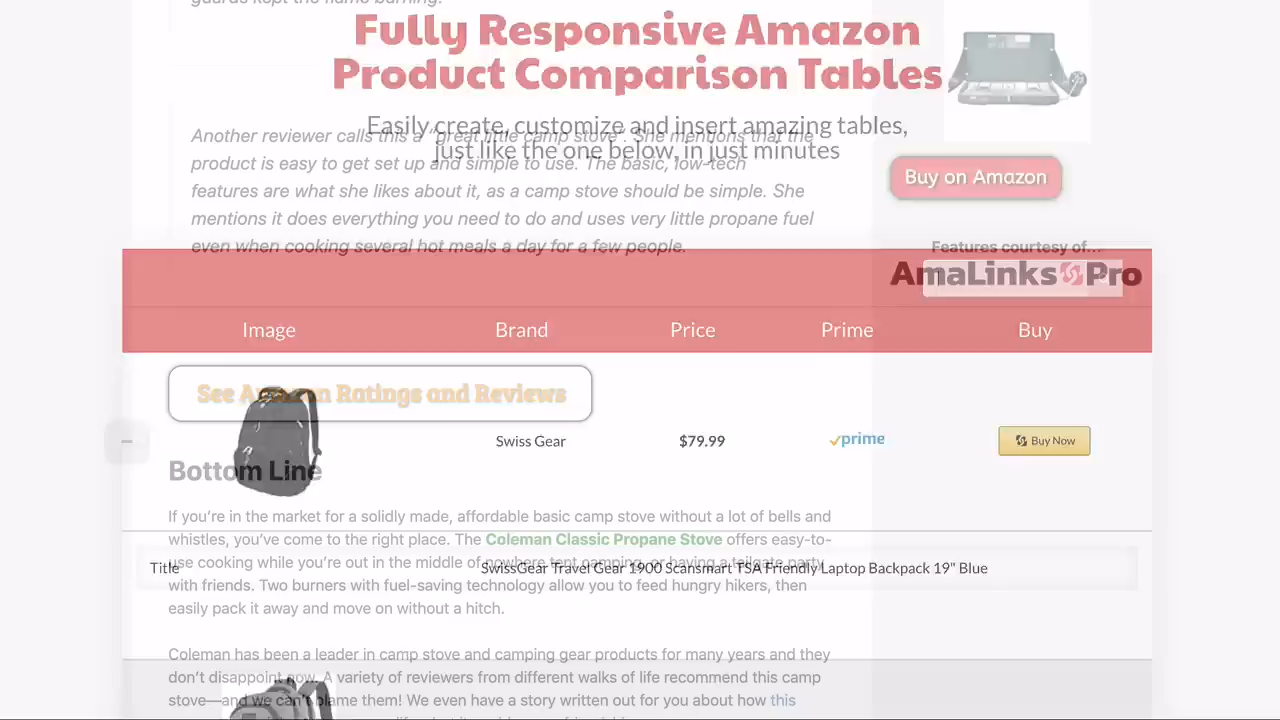 guards kept the flame burning.
Fully Responsive Amazon
Product Comparison Tables
Easily create, customize and insert amazing tables,
just like the one below, in just minutes
Another reviewer calls this a "great little camp stove". She mentions that the
product is easy to get set up and simple to use. The basic, low-tech
features are what she likes about it, as a camp stove should be simple. She
mentions it does everything you need to do and uses very little propane fuel
even when cooking several hot meals a day for a few people.
Buy on Amazon
Features courtesy of...
AmaLinks Pro
Image Brand Price Prime Buy
See Amazon Ratings and Reviews
Swiss Gear $79.99 prime Buy Now
Bottom Line
If you're in the market for a solidly made, affordable basic camp stove without a lot of bells and
whistles, you've come to the right place. The Coleman Classic Propane Stove offers easy-to-
use cooking while you're out in the middle of nowhere tent camping or having a tailgate party
with friends. Two burners with fuel-saving technology allow you to feed hungry hikers, then
easily pack it away and move on without a hitch.
Title SwissGear Travel Gear 1900 Scansmart TSA Friendly Laptop Backpack 19" Blue
Coleman has been a leader in camp stove and camping gear products for many years and they
don't disappoint now. A variety of reviewers from different walks of life recommend this camp
stove—and we can't blame them! We even have a story written out for you about how this